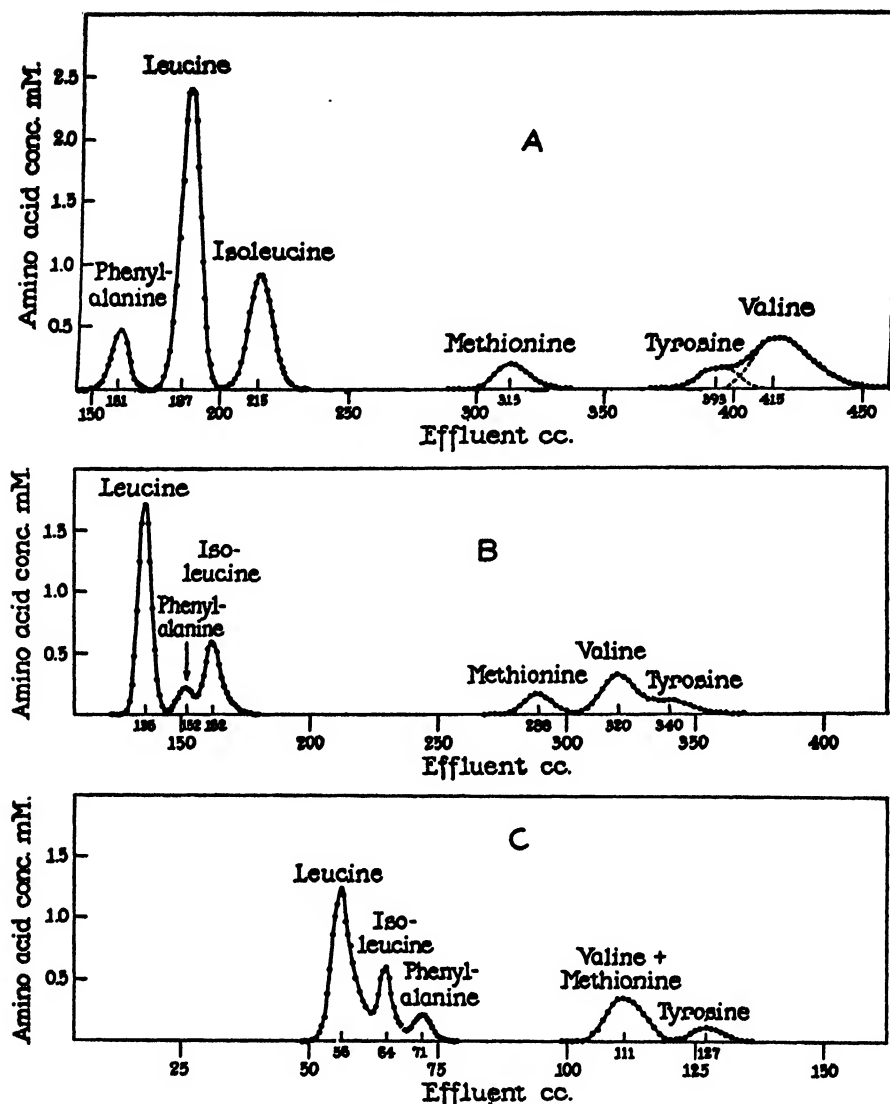 A
Amino acid conc. mM.
2.5
2.0
1.5
1.0
0.5
Phenyl-
alanine
Leucine
Isoleucine
Methionine
Tyrosine
Valine
161 187 215 313 393 415
150 200 250 300 350 400 450
Effluent cc.
B
Amino acid conc. mM.
1.5
1.0
0.5
Leucine
Phenyl-
alanine
Iso-
leucine
Methionine
Valine
Tyrosine
152 162 288 320 340
150 200 250 300 350 400
Effluent cc.
C
Amino acid conc. mM.
1.5
1.0
0.5
Leucine
Iso-
leucine
Phenyl-
alanine
Valine +
Methionine
Tyrosine
56 64 71 111 127
25 50 75 100 125 150
Effluent cc.